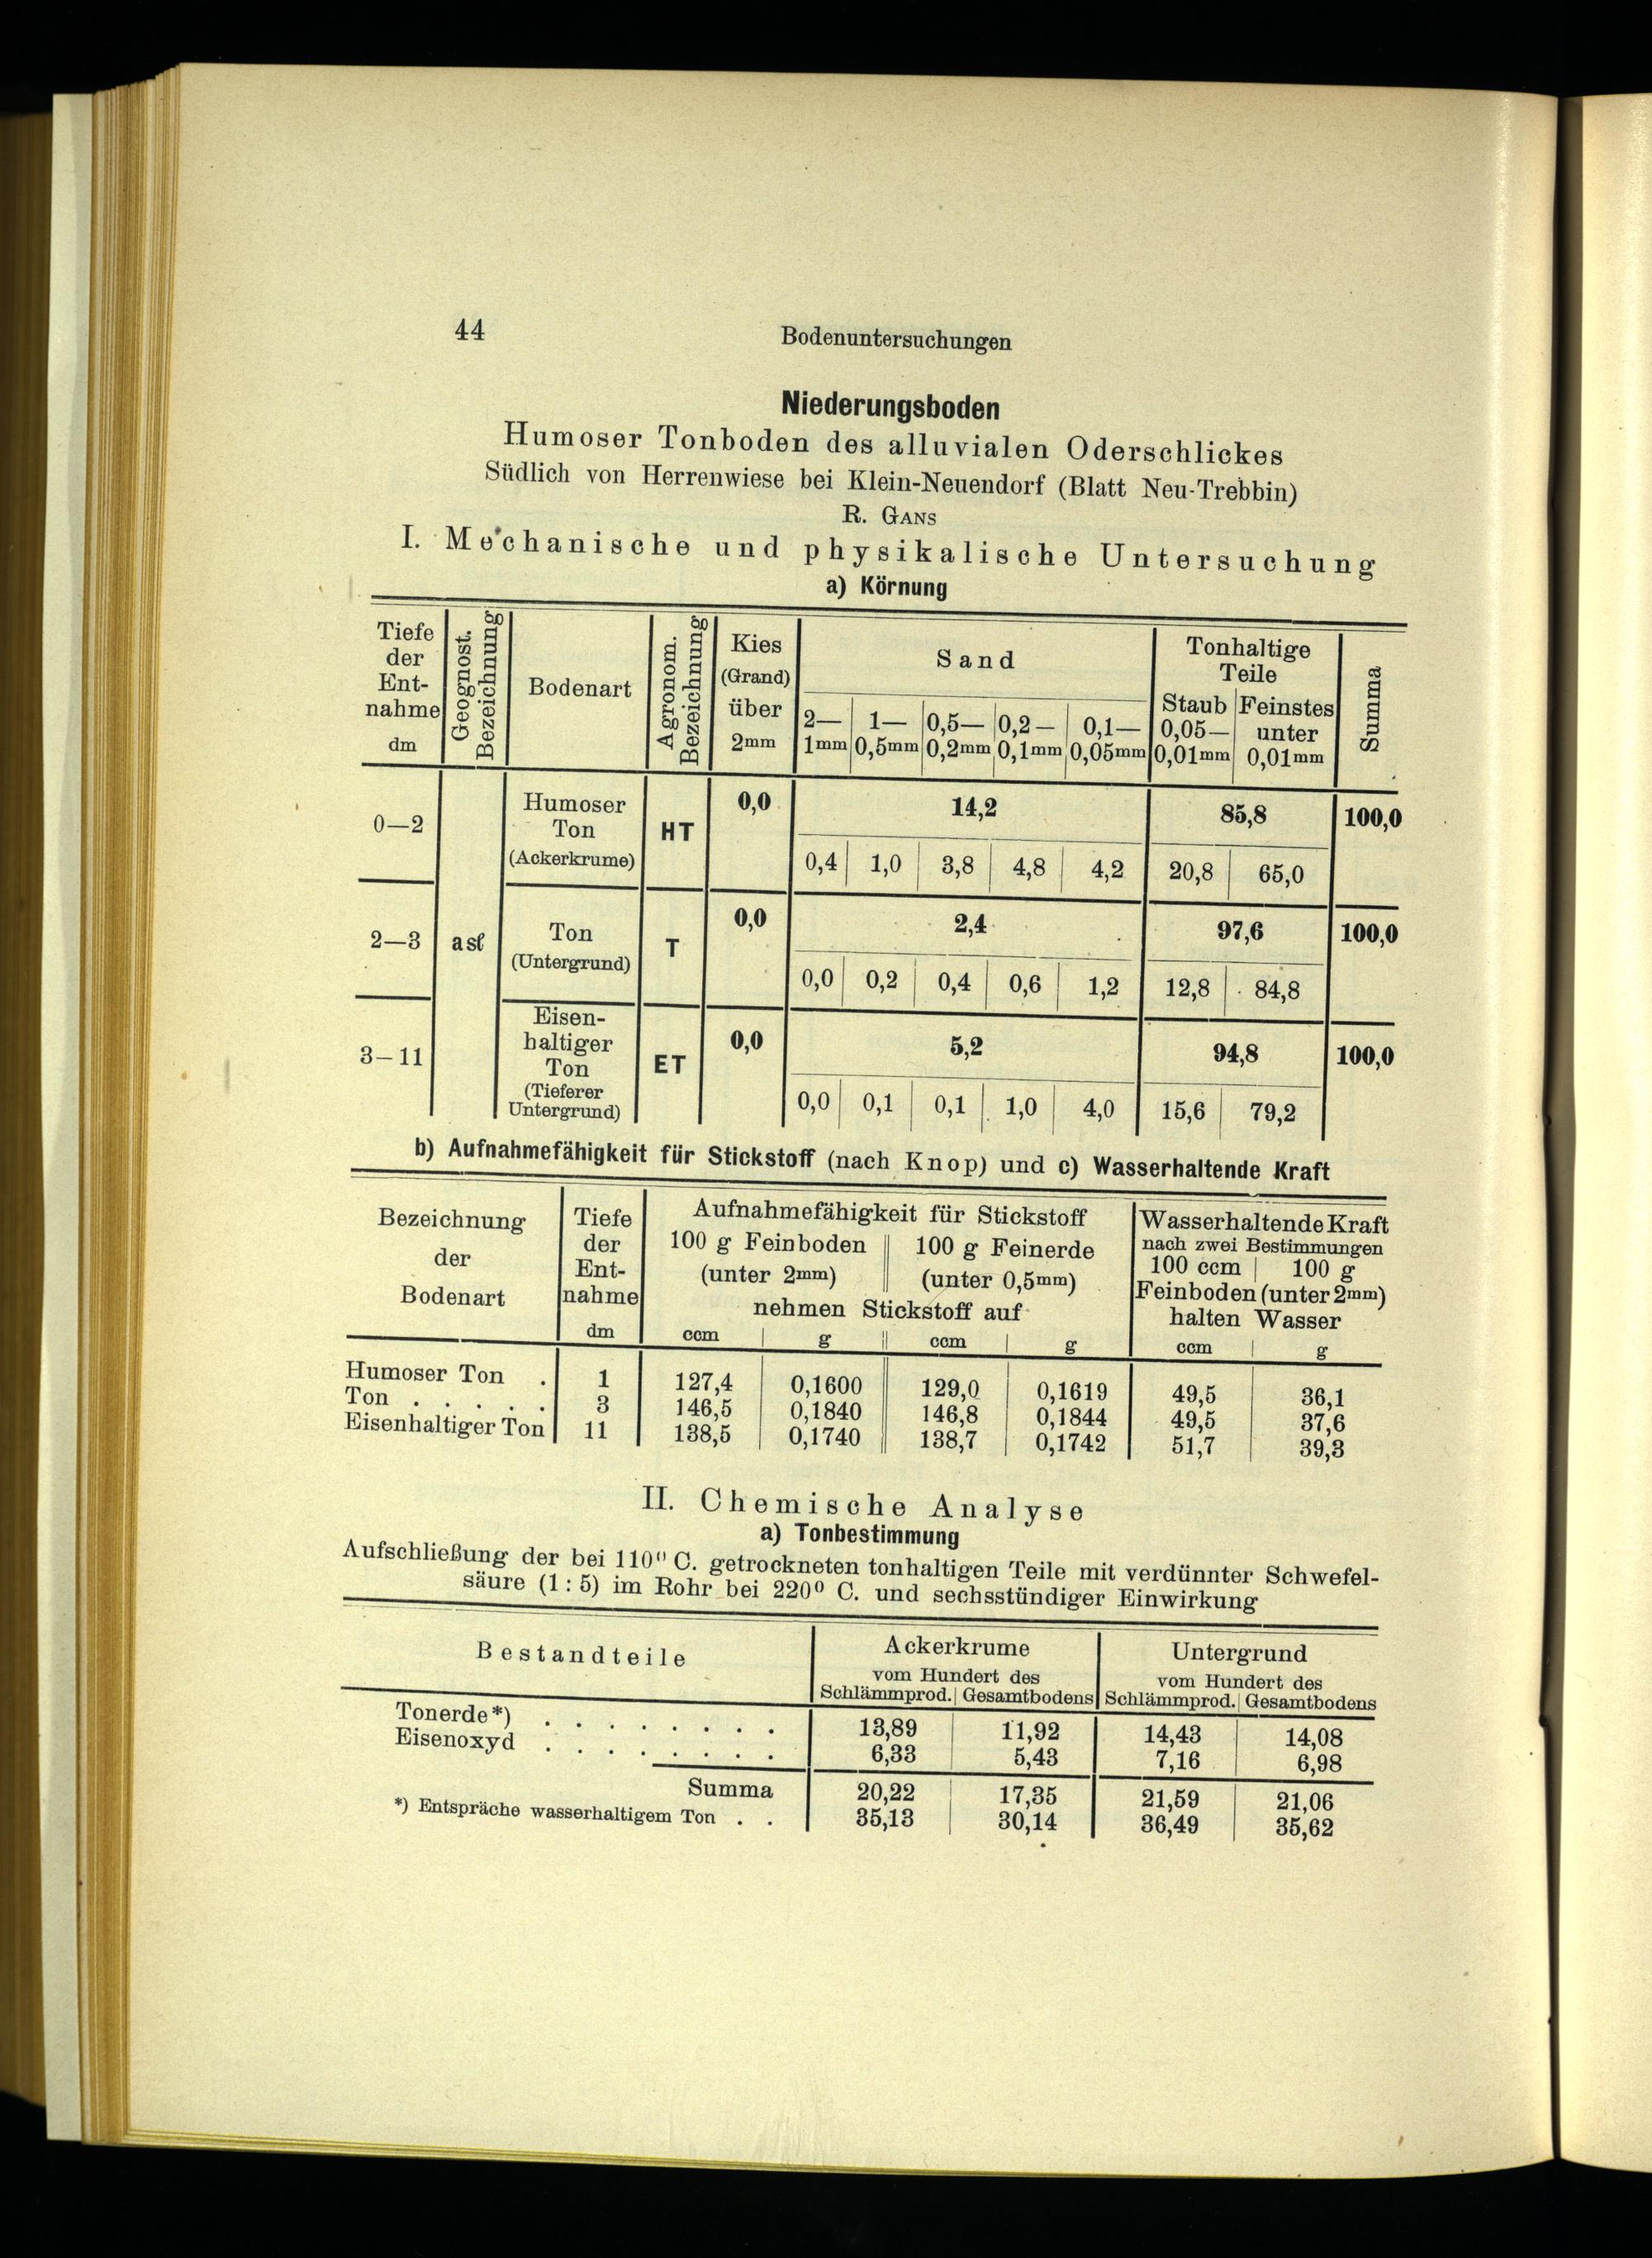 44 Bodenuntersuchungen
Niederungsboden
Humoser Tonboden des alluvialen Oderschlickes
Südlich von Herrenwiese bei Klein-Neuendorf (Blatt Neu-Trebbin)
R. GANS
I. Mechanische und physikalische Untersuchung
a) Körnung
Tiefe der Ent-nahme dm | Geognost. Bezeichnung | Bodenart | Agronom. Bezeichnung | Kies (Grand) über 2mm | Sand | Tonhaltige Teile | Summa
2—1mm | 1—0,5mm | 0,5—0,2mm | 0,2—0,1mm | 0,1—0,05mm | Staub 0,05—0,01mm | Feinstes unter 0,01mm
0—2 | Humoser Ton (Ackerkrume) | HT | 0,0 | 14,2 | 85,8 | 100,0
0,4 | 1,0 | 3,8 | 4,8 | 4,2 | 20,8 | 65,0
2—3 | asf | Ton (Untergrund) | T | 0,0 | 2,4 | 97,6 | 100,0
0,0 | 0,2 | 0,4 | 0,6 | 1,2 | 12,8 | 84,8
3—11 | Eisen-haltiger Ton (Tieferer Untergrund) | ET | 0,0 | 5,2 | 94,8 | 100,0
0,0 | 0,1 | 0,1 | 1,0 | 4,0 | 15,6 | 79,2
b) Aufnahmefähigkeit für Stickstoff (nach Knop) und c) Wasserhaltende Kraft
Bezeichnung der Bodenart | Tiefe der Ent-nahme dm | Aufnahmefähigkeit für Stickstoff | Wasserhaltende Kraft
100 g Feinboden (unter 2mm) || 100 g Feinerde (unter 0,5mm) | nach zwei Bestimmungen
nehmen Stickstoff auf | 100 ccm | 100 g
Feinboden (unter 2mm)
halten Wasser
ccm | g || ccm | g | ccm | g
Humoser Ton . | 1 | 127,4 | 0,1600 || 129,0 | 0,1619 | 49,5 | 36,1
Ton . . . . . | 3 | 146,5 | 0,1840 || 146,8 | 0,1844 | 49,5 | 37,6
Eisenhaltiger Ton | 11 | 138,5 | 0,1740 || 138,7 | 0,1742 | 51,7 | 39,3
II. Chemische Analyse
a) Tonbestimmung
Aufschließung der bei 110⁰ C. getrockneten tonhaltigen Teile mit verdünnter Schwefel-
säure (1:5) im Rohr bei 220⁰ C. und sechsstündiger Einwirkung
Bestandteile | Ackerkrume | Untergrund
vom Hundert des | vom Hundert des
Schlämmprod. | Gesamtbodens | Schlämmprod. | Gesamtbodens
Tonerde*) . . . . . . . . | 13,89 | 11,92 | 14,43 | 14,08
Eisenoxyd . . . . . . . . | 6,33 | 5,43 | 7,16 | 6,98
Summa | 20,22 | 17,35 | 21,59 | 21,06
*) Entspräche wasserhaltigem Ton . . | 35,13 | 30,14 | 36,49 | 35,62